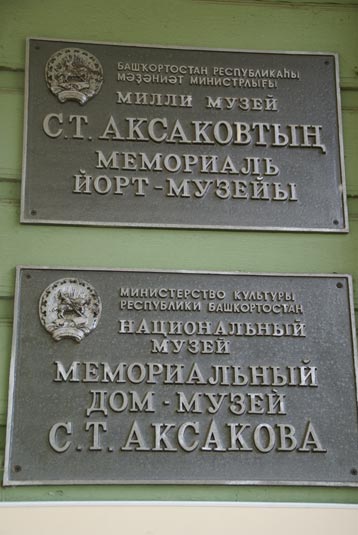 БАШҠОРТОСТАН РЕСПУБЛИКАҺЫ
МӘҘӘНИӘТ МИНИСТРЛЫҒЫ
МИЛЛИ МУЗЕЙ
С.Т. АКСАКОВТЫҢ
МЕМОРИАЛЬ
ЙОРТ-МУЗЕЙЫ
МИНИСТЕРСТВО КУЛЬТУРЫ
РЕСПУБЛИКИ БАШКОРТОСТАН
НАЦИОНАЛЬНЫЙ
МУЗЕЙ
МЕМОРИАЛЬНЫЙ
ДОМ-МУЗЕЙ
С.Т. АКСАКОВА